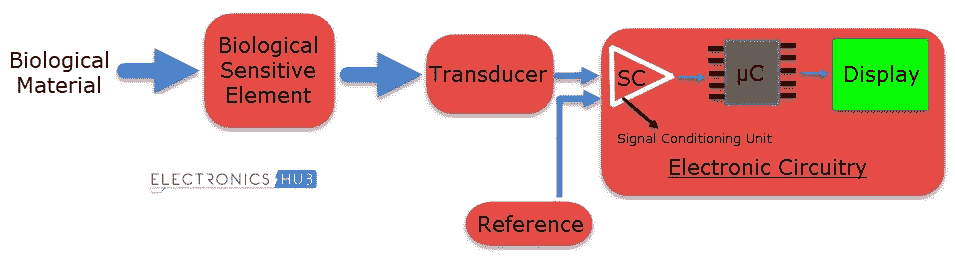 Biological
Material
Biological
Sensitive
Element
Transducer
SC
µC
Display
Signal Conditioning Unit
Electronic Circuitry
Reference
ELECTRONICS HUB